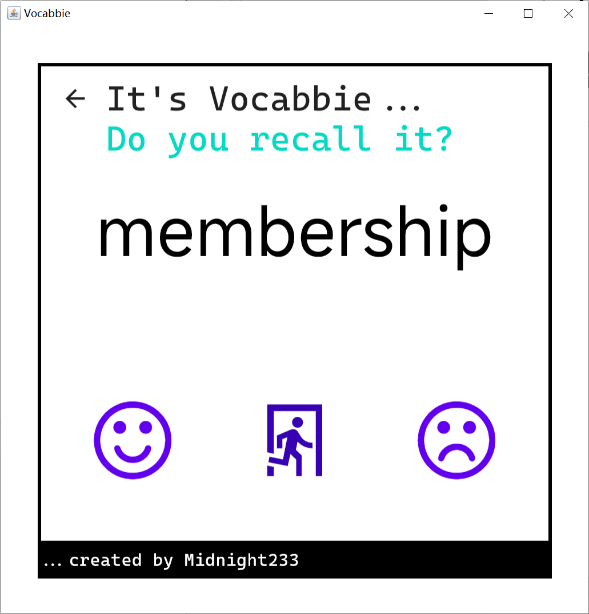 Vocabbie
It's Vocabbie...
Do you recall it?
membership
...created by Midnight233